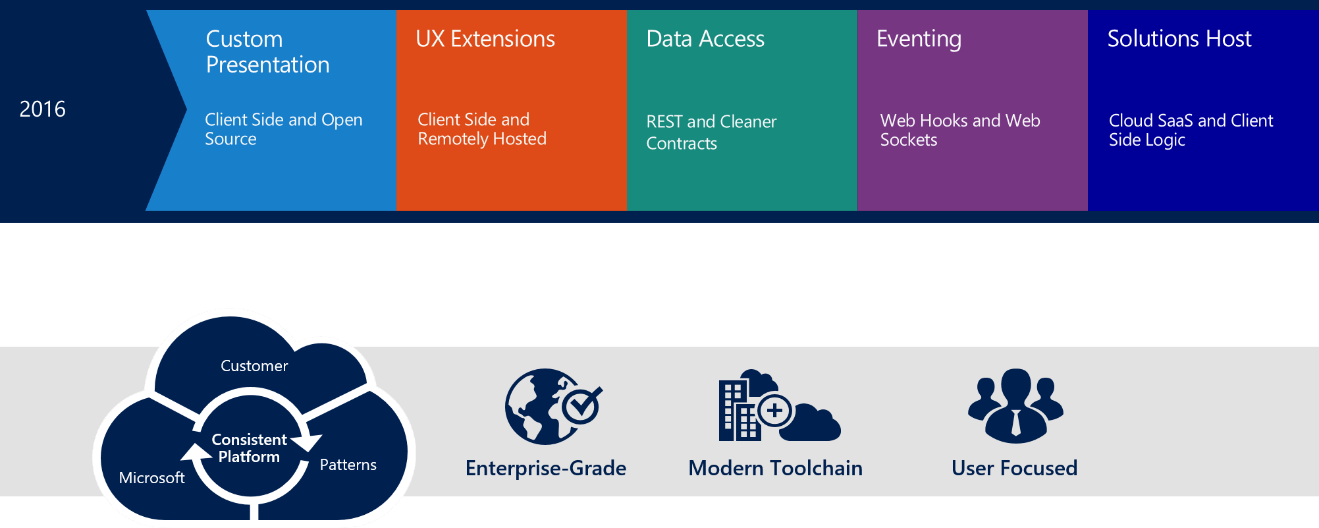 2016
Custom
Presentation
Client Side and Open
Source
UX Extensions
Client Side and
Remotely Hosted
Data Access
REST and Cleaner
Contracts
Eventing
Web Hooks and Web
Sockets
Solutions Host
Cloud SaaS and Client
Side Logic
Customer
Consistent
Platform
Microsoft
Patterns
Enterprise-Grade
Modern Toolchain
User Focused